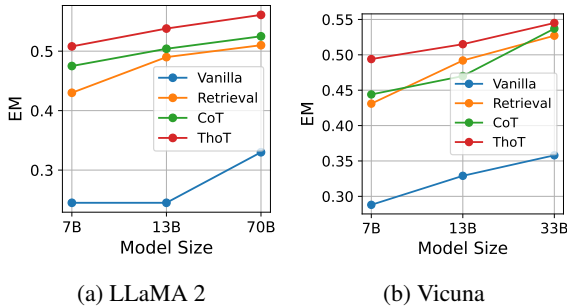 0.5
0.4
0.3
EM
7B
13B
70B
Model Size
Vanilla
Retrieval
CoT
ThoT
(a) LLaMA 2
0.55
0.50
0.45
0.40
0.35
0.30
EM
7B
13B
33B
Model Size
Vanilla
Retrieval
CoT
ThoT
(b) Vicuna